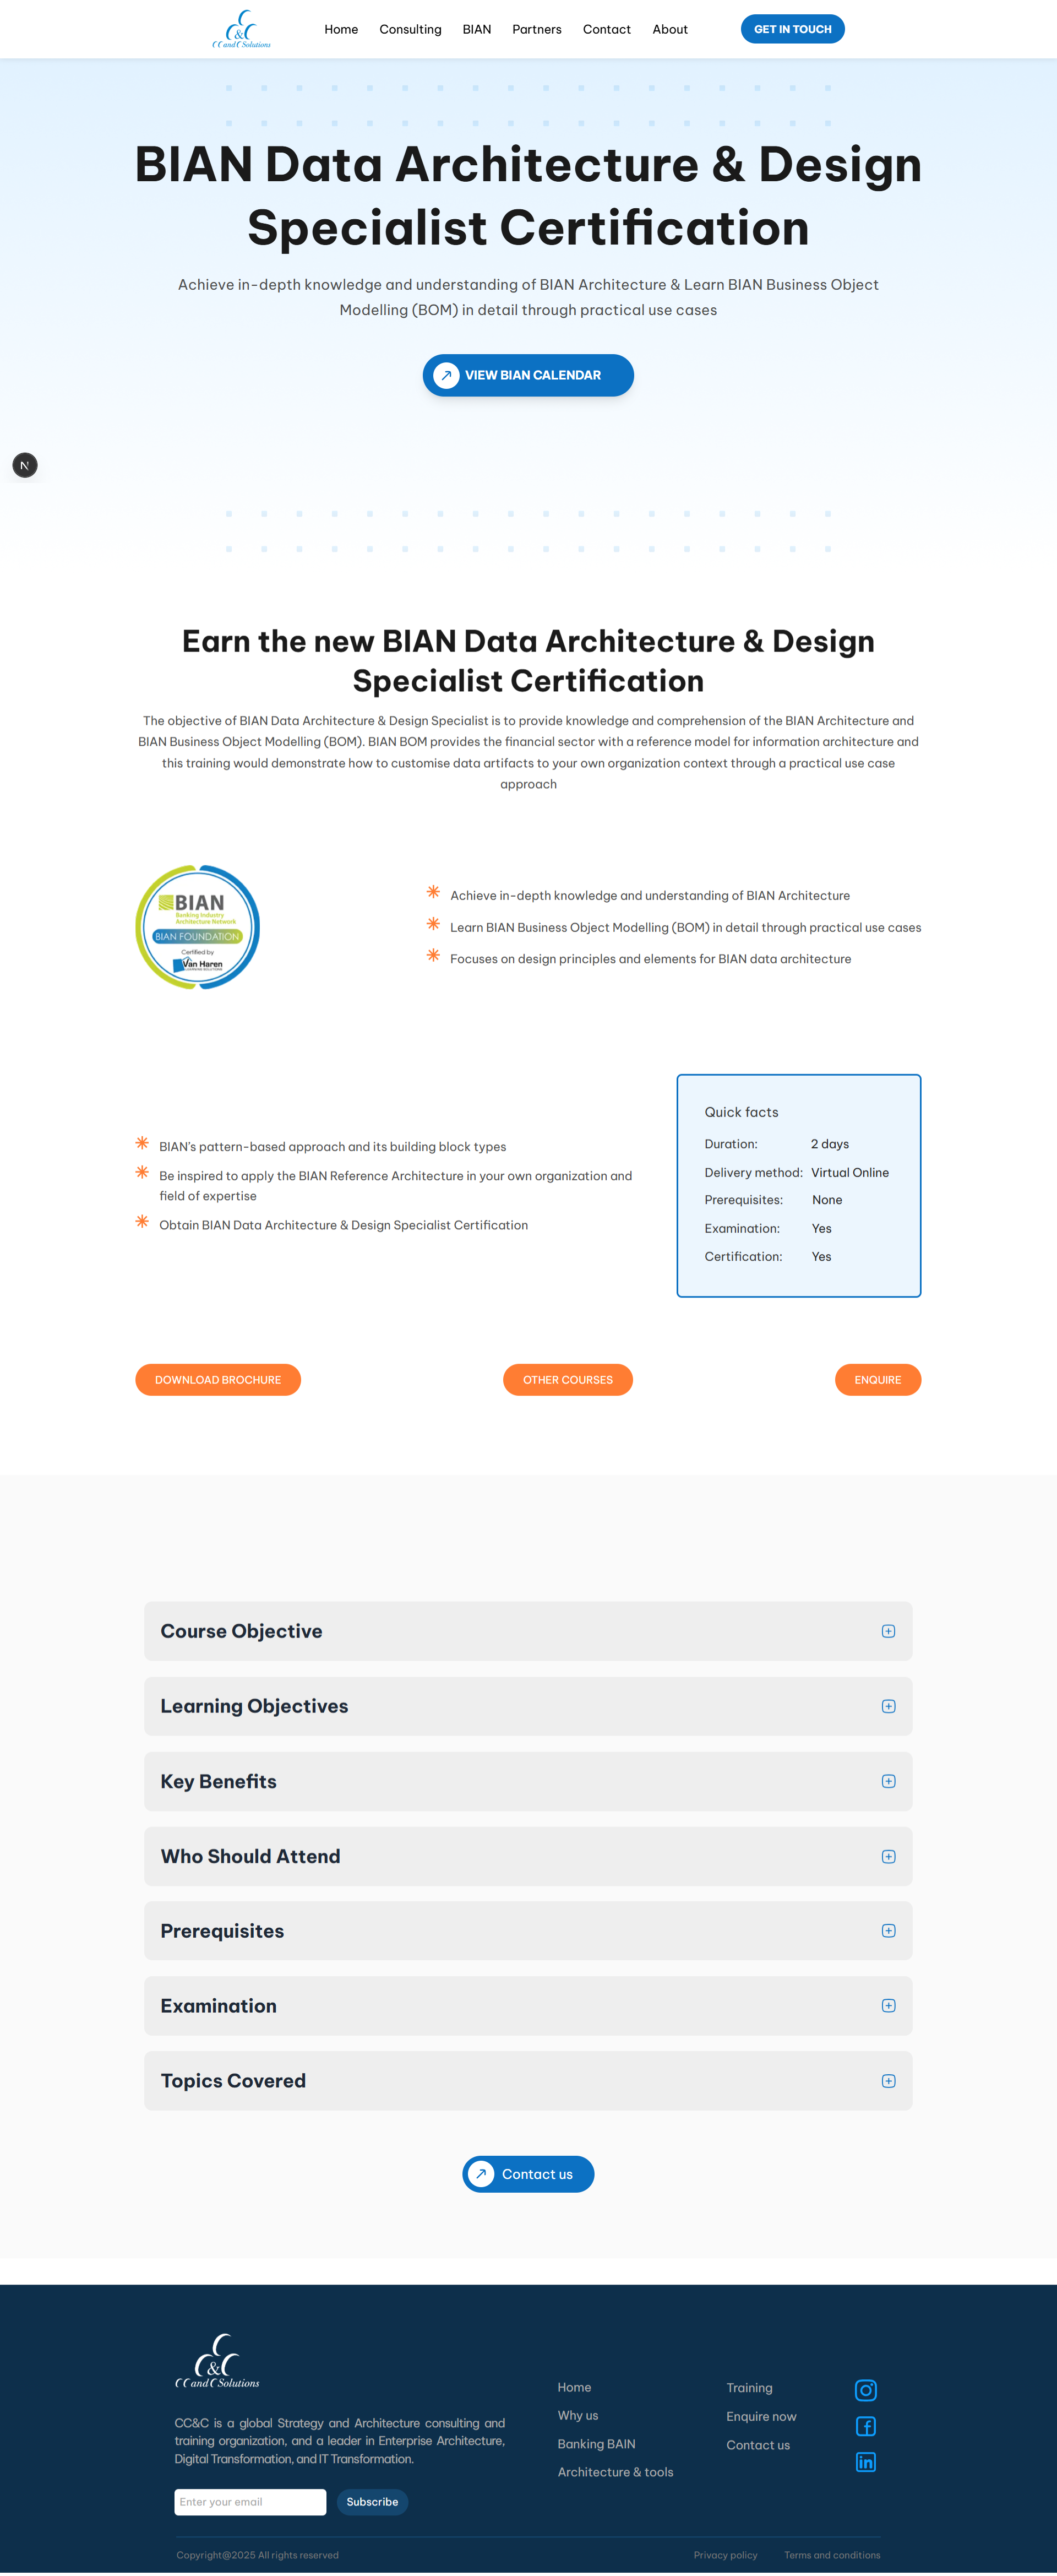 CC and C Solutions
Home
Consulting
BIAN
Partners
Contact
About
GET IN TOUCH
BIAN Data Architecture & Design
Specialist Certification
Achieve in-depth knowledge and understanding of BIAN Architecture & Learn BIAN Business Object
Modelling (BOM) in detail through practical use cases
VIEW BIAN CALENDAR
N
Earn the new BIAN Data Architecture & Design
Specialist Certification
The objective of BIAN Data Architecture & Design Specialist is to provide knowledge and comprehension of the BIAN Architecture and
BIAN Business Object Modelling (BOM). BIAN BOM provides the financial sector with a reference model for information architecture and
this training would demonstrate how to customise data artifacts to your own organization context through a practical use case
approach
BIAN
Banking Industry
Architecture Network
BIAN FOUNDATION
Certified by
Van Haren
LEARNING SOLUTIONS
Achieve in-depth knowledge and understanding of BIAN Architecture
Learn BIAN Business Object Modelling (BOM) in detail through practical use cases
Focuses on design principles and elements for BIAN data architecture
BIAN's pattern-based approach and its building block types
Be inspired to apply the BIAN Reference Architecture in your own organization and
field of expertise
Obtain BIAN Data Architecture & Design Specialist Certification
Quick facts
Duration: 2 days
Delivery method: Virtual Online
Prerequisites: None
Examination: Yes
Certification: Yes
DOWNLOAD BROCHURE
OTHER COURSES
ENQUIRE
Course Objective
Learning Objectives
Key Benefits
Who Should Attend
Prerequisites
Examination
Topics Covered
Contact us
C C&C
CC and C Solutions
CC&C is a global Strategy and Architecture consulting and
training organization, and a leader in Enterprise Architecture,
Digital Transformation, and IT Transformation.
Enter your email
Subscribe
Home
Why us
Banking BAIN
Architecture & tools
Training
Enquire now
Contact us
Copyright@2025 All rights reserved
Privacy policy
Terms and conditions